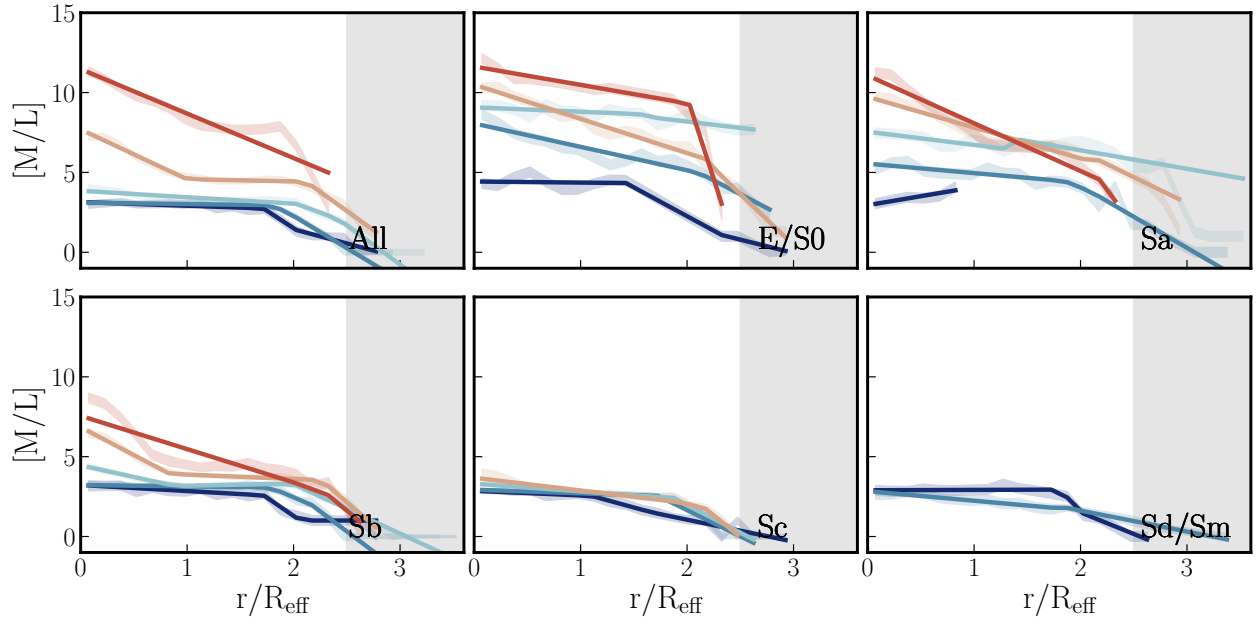 15
10
5
0
[M/L]
All
E/S0
Sa
15
10
5
0
[M/L]
Sb
Sc
Sd/Sm
0 1 2 3
0 1 2 3
0 1 2 3
r/R_eff
r/R_eff
r/R_eff